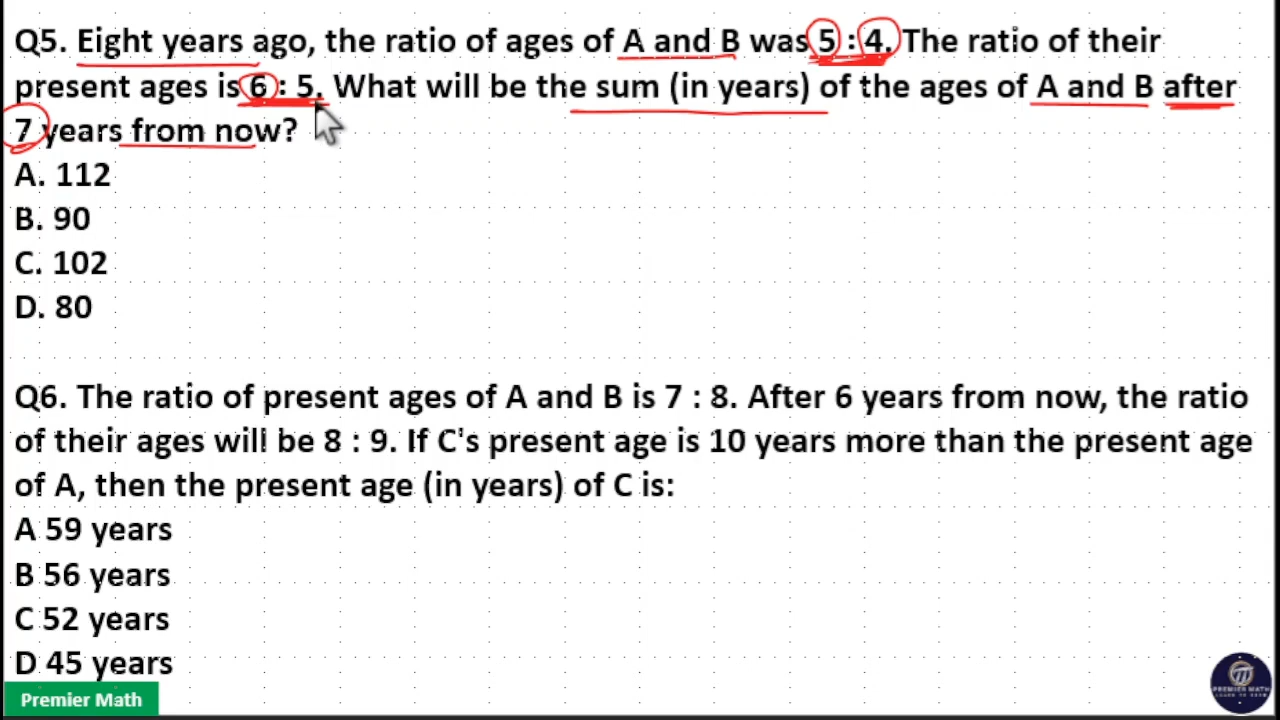 Q5. Eight years ago, the ratio of ages of A and B was 5 : 4. The ratio of their
present ages is 6 : 5. What will be the sum (in years) of the ages of A and B after
7 years from now?
A. 112
B. 90
C. 102
D. 80
Q6. The ratio of present ages of A and B is 7 : 8. After 6 years from now, the ratio
of their ages will be 8 : 9. If C's present age is 10 years more than the present age
of A, then the present age (in years) of C is:
A 59 years
B 56 years
C 52 years
D 45 years
Premier Math
PREMIER MATH